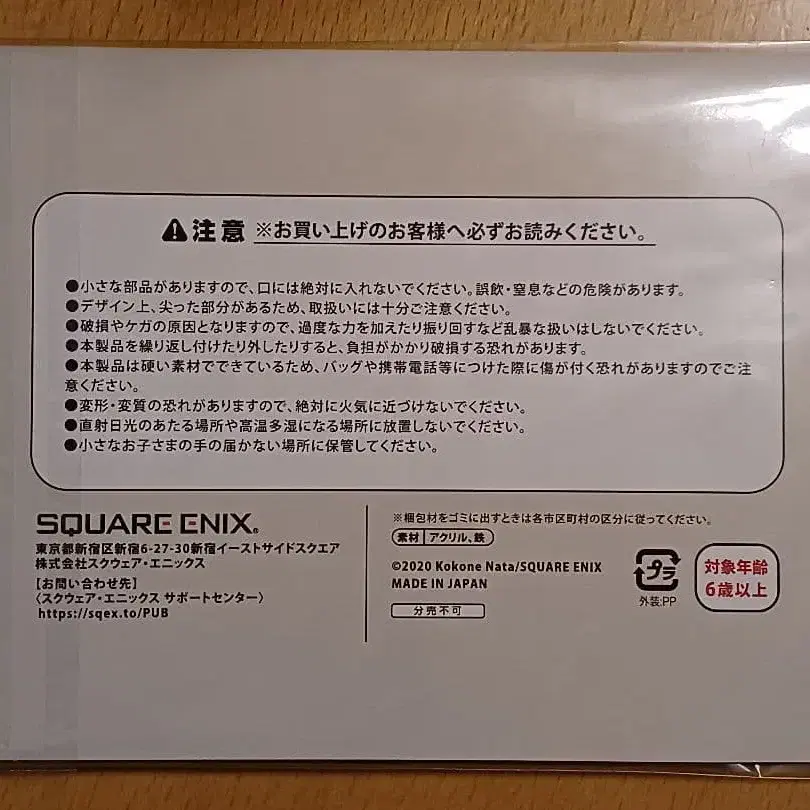 注意 ※お買い上げのお客様へ必ずお読みください。
●小さな部品がありますので、口には絶対に入れないでください。誤飲・窒息などの危険があります。
●デザイン上、尖った部分があるため、取扱いには十分ご注意ください。
●破損やケガの原因となりますので、過度な力を加えたり振り回すなど乱暴な扱いはしないでください。
●本製品を繰り返し付けたり外したりすると、負担がかかり破損する恐れがあります。
●本製品は硬い素材でできているため、バッグや携帯電話等につけた際に傷が付く恐れがありますのでご注
意ください。
●変形・変質の恐れがありますので、絶対に火気に近づけないでください。
●直射日光のあたる場所や高温多湿になる場所に放置しないでください。
●小さなお子さまの手の届かない場所に保管してください。
SQUARE ENIX®
東京都新宿区新宿6-27-30新宿イーストサイドスクエア
株式会社スクウェア・エニックス
【お問い合わせ先】
〈スクウェア・エニックス サポートセンター〉
https://sqex.to/PUB
※梱包材をゴミに出すときは各市区町村の区分に従ってください。
素材 アクリル、鉄
©2020 Kokone Nata/SQUARE ENIX
MADE IN JAPAN
分売不可
プラ
外装:PP
対象年齢
6歳以上